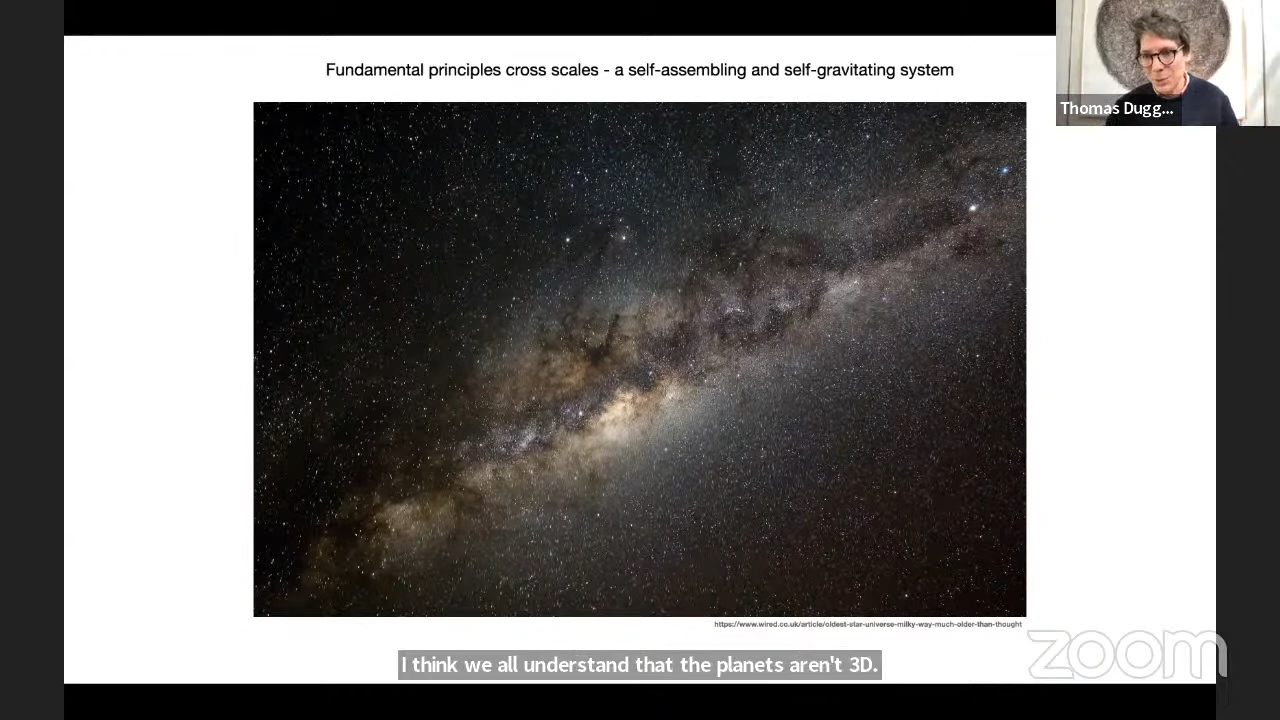 Fundamental principles cross scales - a self-assembling and self-gravitating system
Thomas Dugg...
https://www.wired.co.uk/article/oldest-star-universe-milky-way-much-older-than-thought
I think we all understand that the planets aren't 3D.
zoom